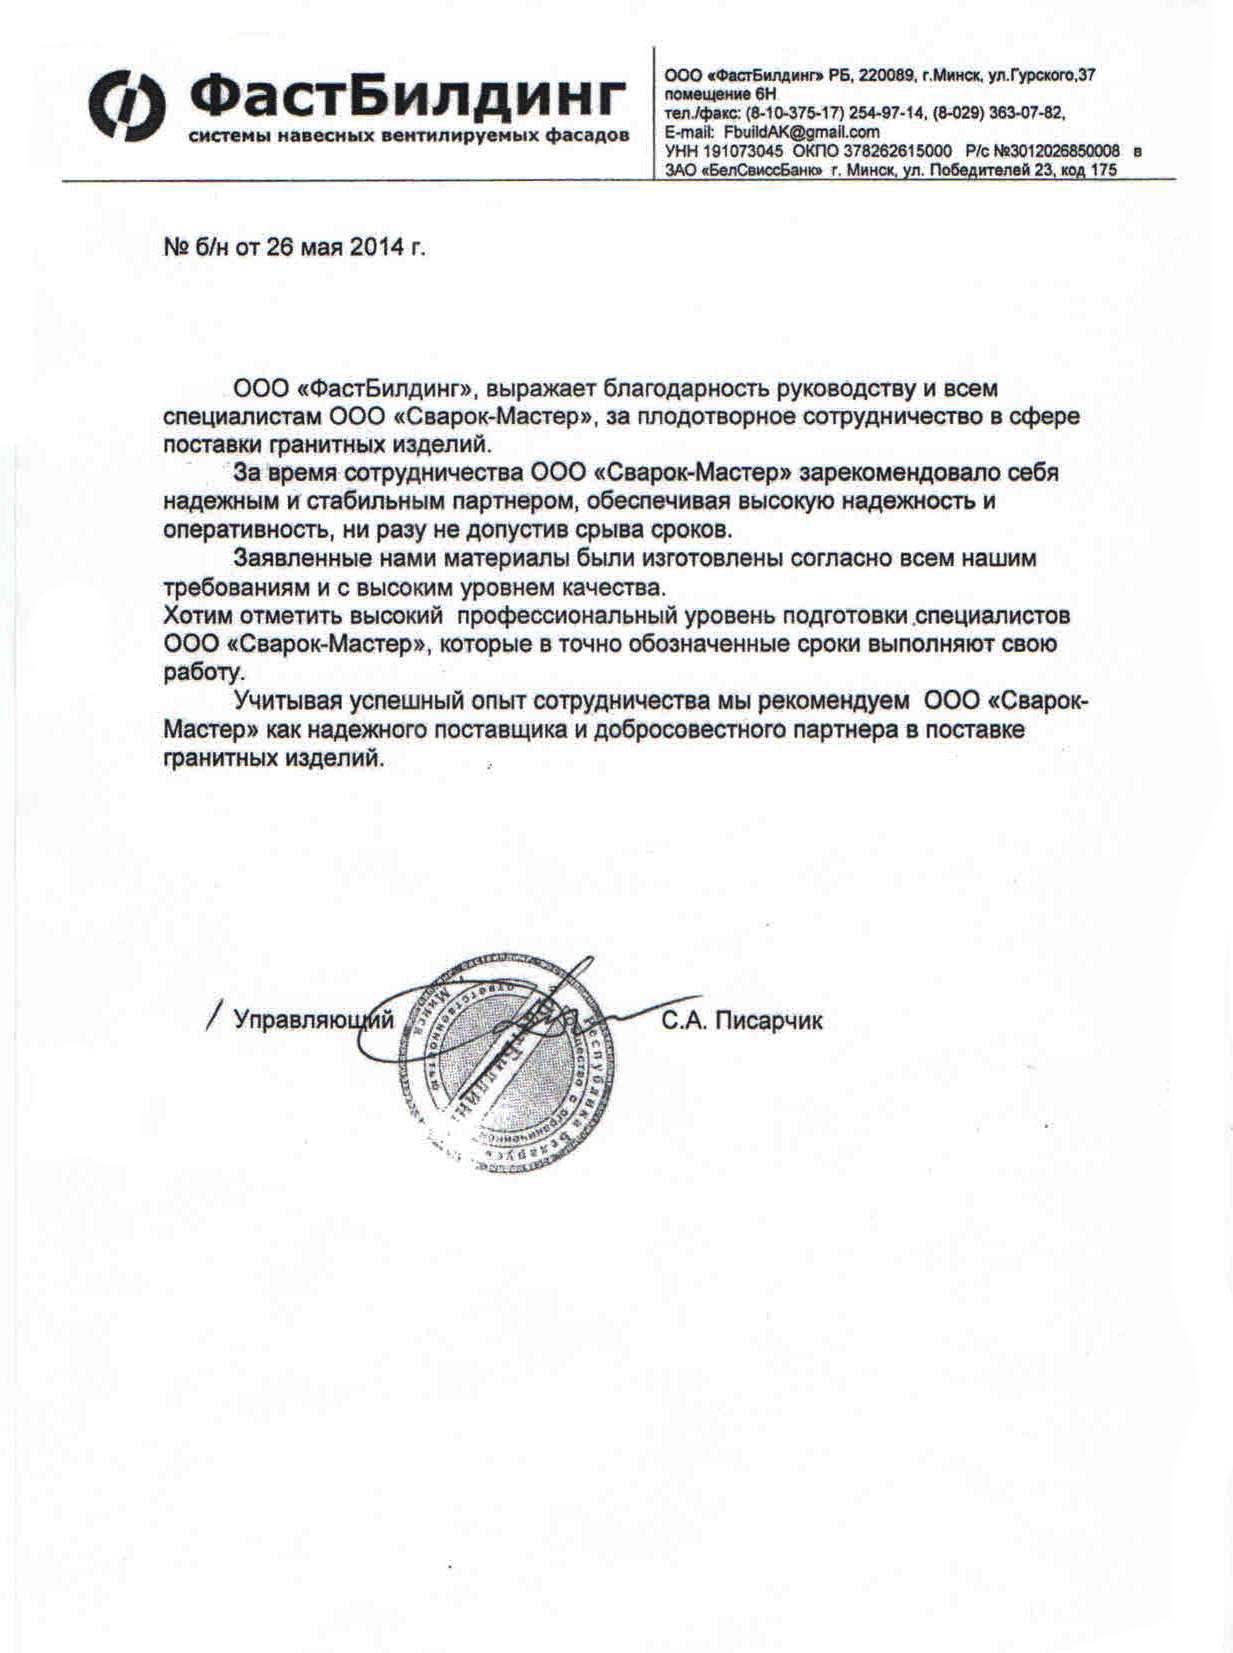 ФастБилдинг
системы навесных вентилируемых фасадов
ООО «ФастБилдинг» РБ, 220089, г.Минск, ул.Гурского,37
помещение 6Н
тел./факс: (8-10-375-17) 254-97-14, (8-029) 363-07-82,
E-mail: FbuildAK@gmail.com
УНН 191073045 ОКПО 378262615000 Р/с №3012026850008 в
ЗАО «БелСвиссБанк» г. Минск, ул. Победителей 23, код 175
№ б/н от 26 мая 2014 г.
ООО «ФастБилдинг», выражает благодарность руководству и всем
специалистам ООО «Сварок-Мастер», за плодотворное сотрудничество в сфере
поставки гранитных изделий.
За время сотрудничества ООО «Сварок-Мастер» зарекомендовало себя
надежным и стабильным партнером, обеспечивая высокую надежность и
оперативность, ни разу не допустив срыва сроков.
Заявленные нами материалы были изготовлены согласно всем нашим
требованиям и с высоким уровнем качества.
Хотим отметить высокий профессиональный уровень подготовки специалистов
ООО «Сварок-Мастер», которые в точно обозначенные сроки выполняют свою
работу.
Учитывая успешный опыт сотрудничества мы рекомендуем ООО «Сварок-
Мастер» как надежного поставщика и добросовестного партнера в поставке
гранитных изделий.
/ Управляющий С.А. Писарчик
Республика Беларусь
Минск
ответственностью
ограниченной